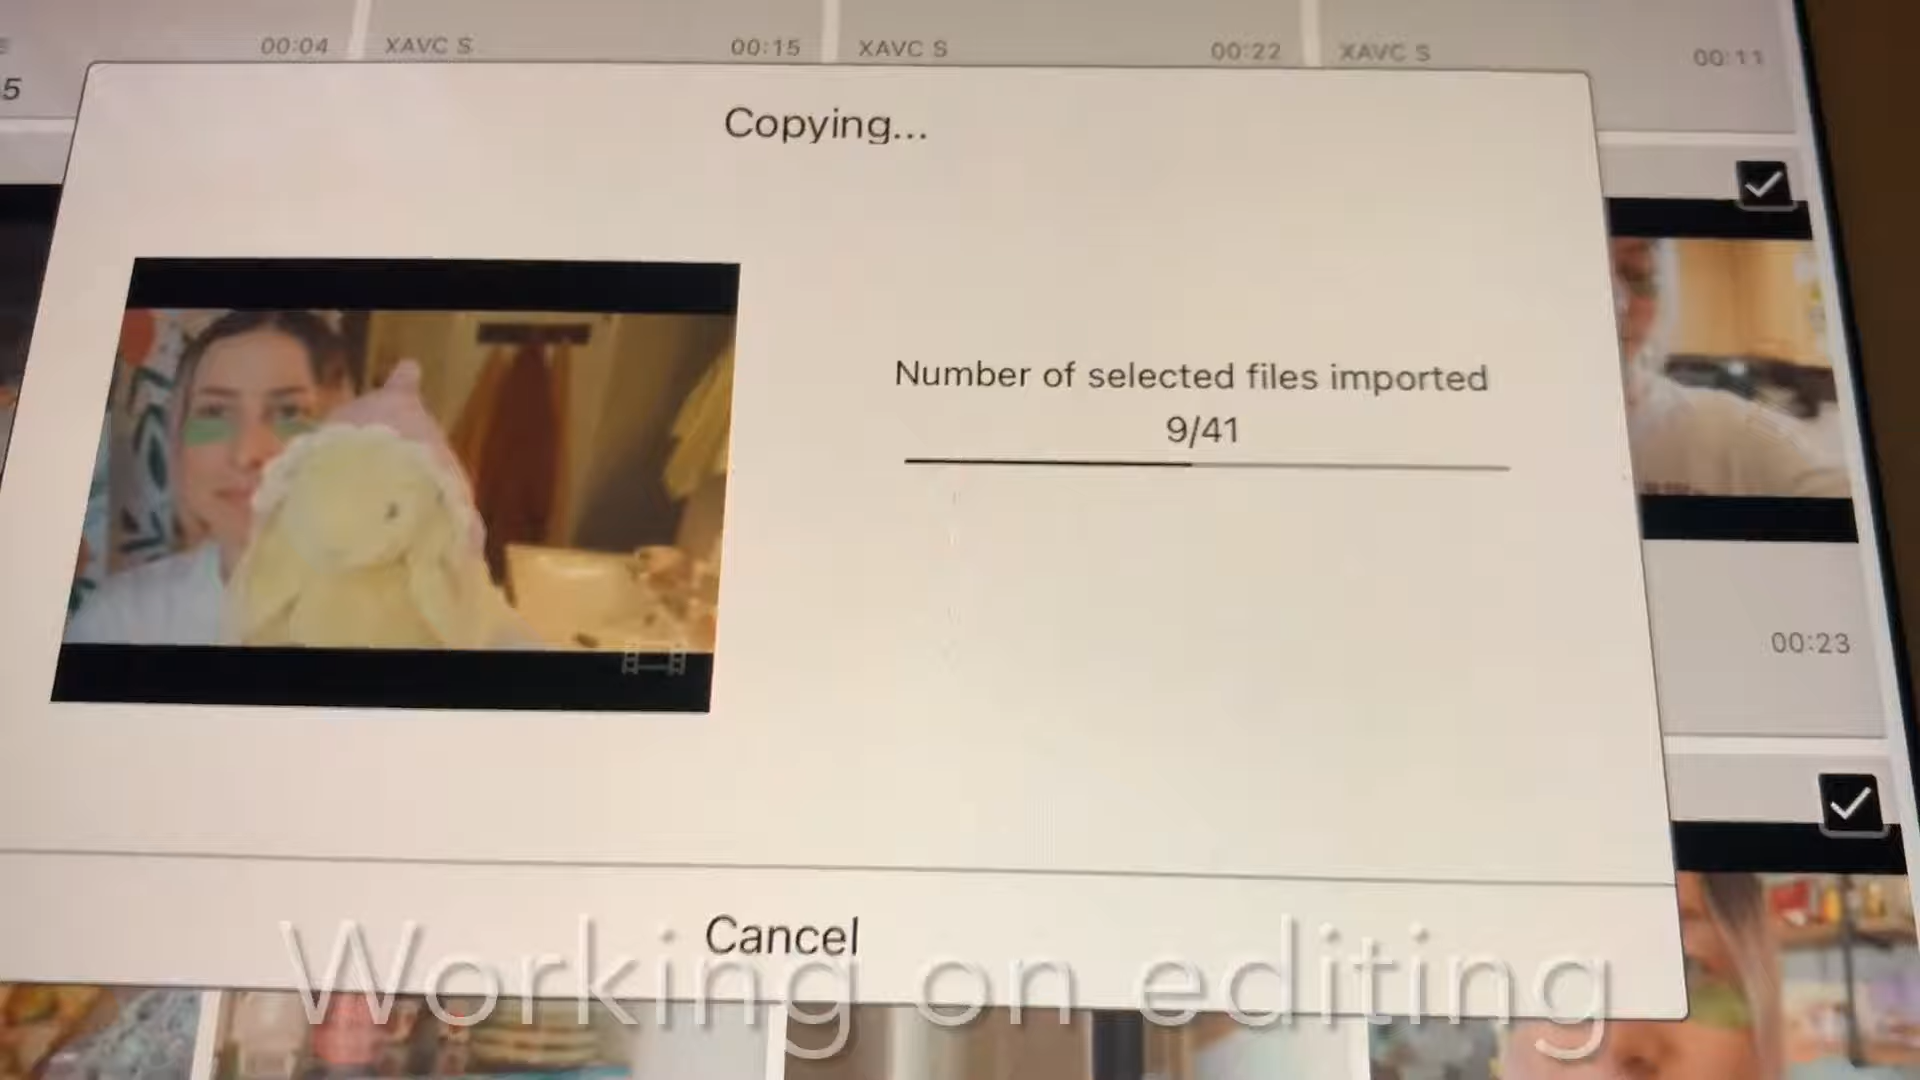 00:04 XAVC S 00:15 XAVC S 00:22 XAVC S 00:11
5
Copying...
Number of selected files imported
9/41
00:23
Cancel
Working on editing